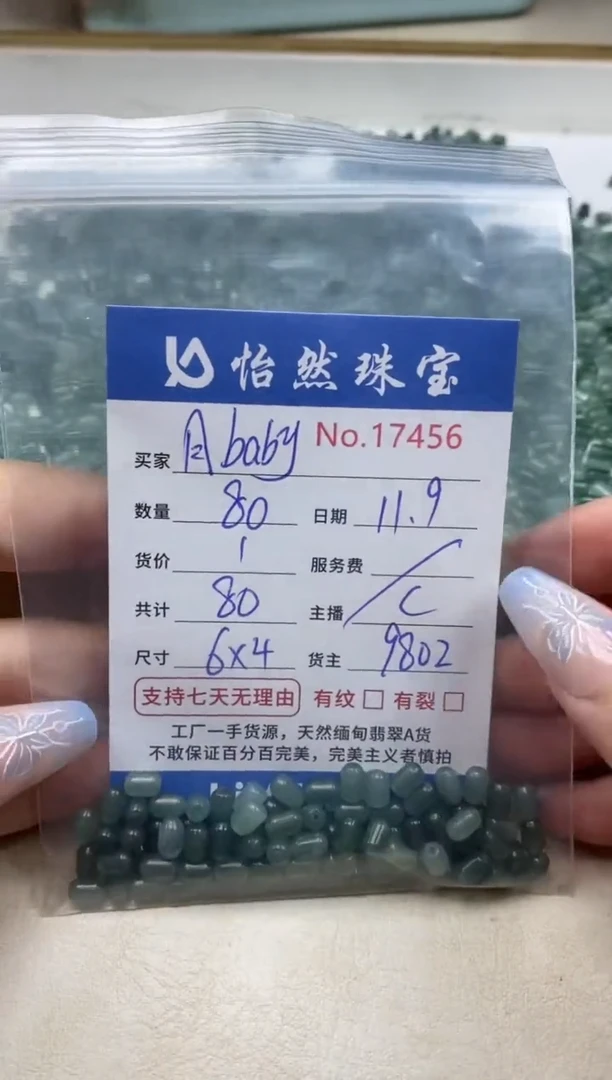 怡然珠宝
No.17456
买家 A baby
数量 80 日期 11.9
货价 1 服务费 /
共计 80 主播 C
尺寸 6x4 货主 9802
支持七天无理由 有纹 □ 有裂 □
工厂一手货源，天然缅甸翡翠A货
不敢保证百分百完美，完美主义者慎拍